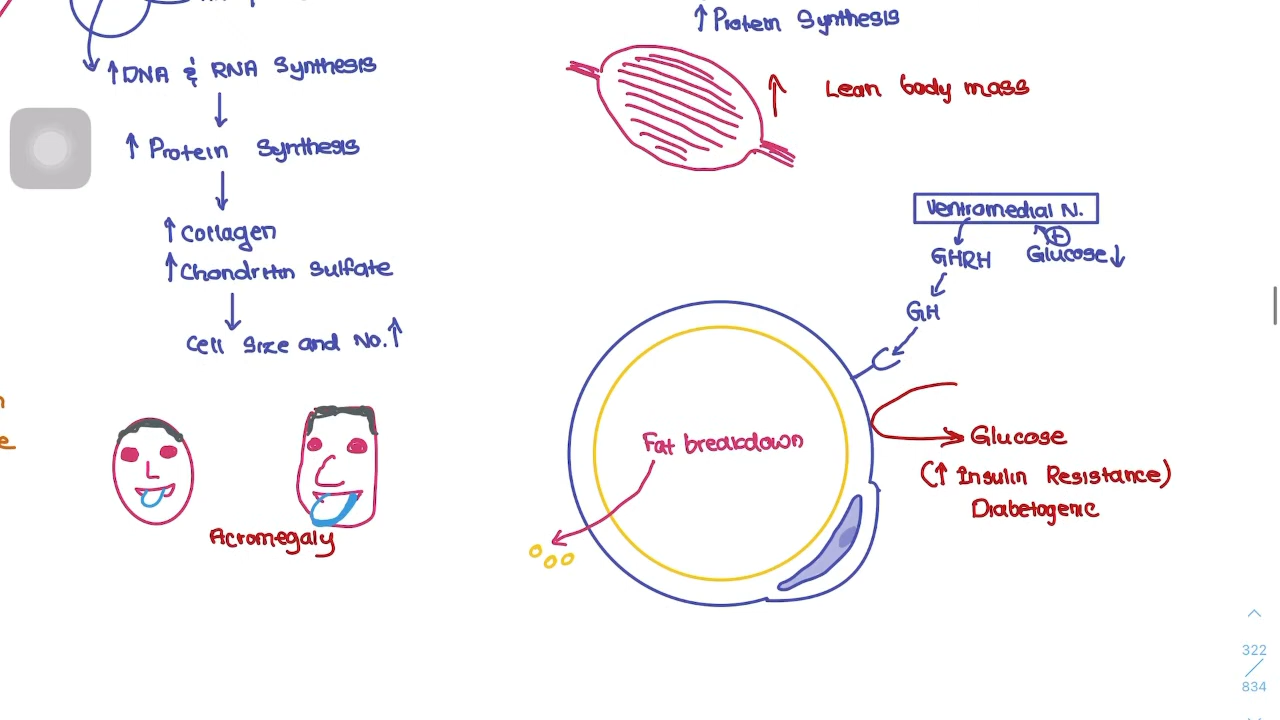 ↑ Protein Synthesis
↑ DNA & RNA Synthesis
↑ Lean body mass
↑ Protein Synthesis
Ventromedial N.
↑ Collagen
+
GHRH
Glucose ↓
↑ Chondritin Sulfate
GH
Cell Size and No. ↑
Fat breakdown
Glucose
(↑ Insulin Resistance)
Diabetogenic
Acromegaly
322
834